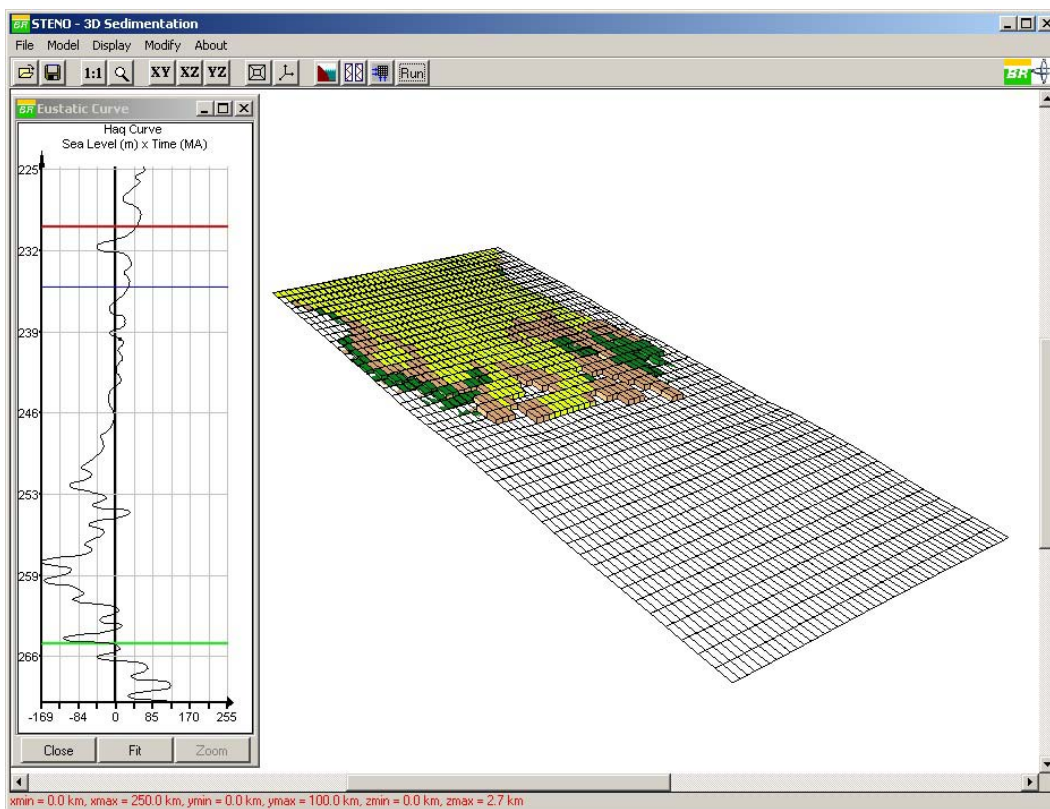 BR STENO - 3D Sedimentation
File Model Display Modify About
1:1 XY XZ YZ Run
BR
BR Eustatic Curve
Haq Curve
Sea Level (m) x Time (MA)
225
232
239
246
253
259
266
-169 -84 0 85 170 255
Close Fit Zoom
xmin = 0.0 km, xmax = 250.0 km, ymin = 0.0 km, ymax = 100.0 km, zmin = 0.0 km, zmax = 2.7 km